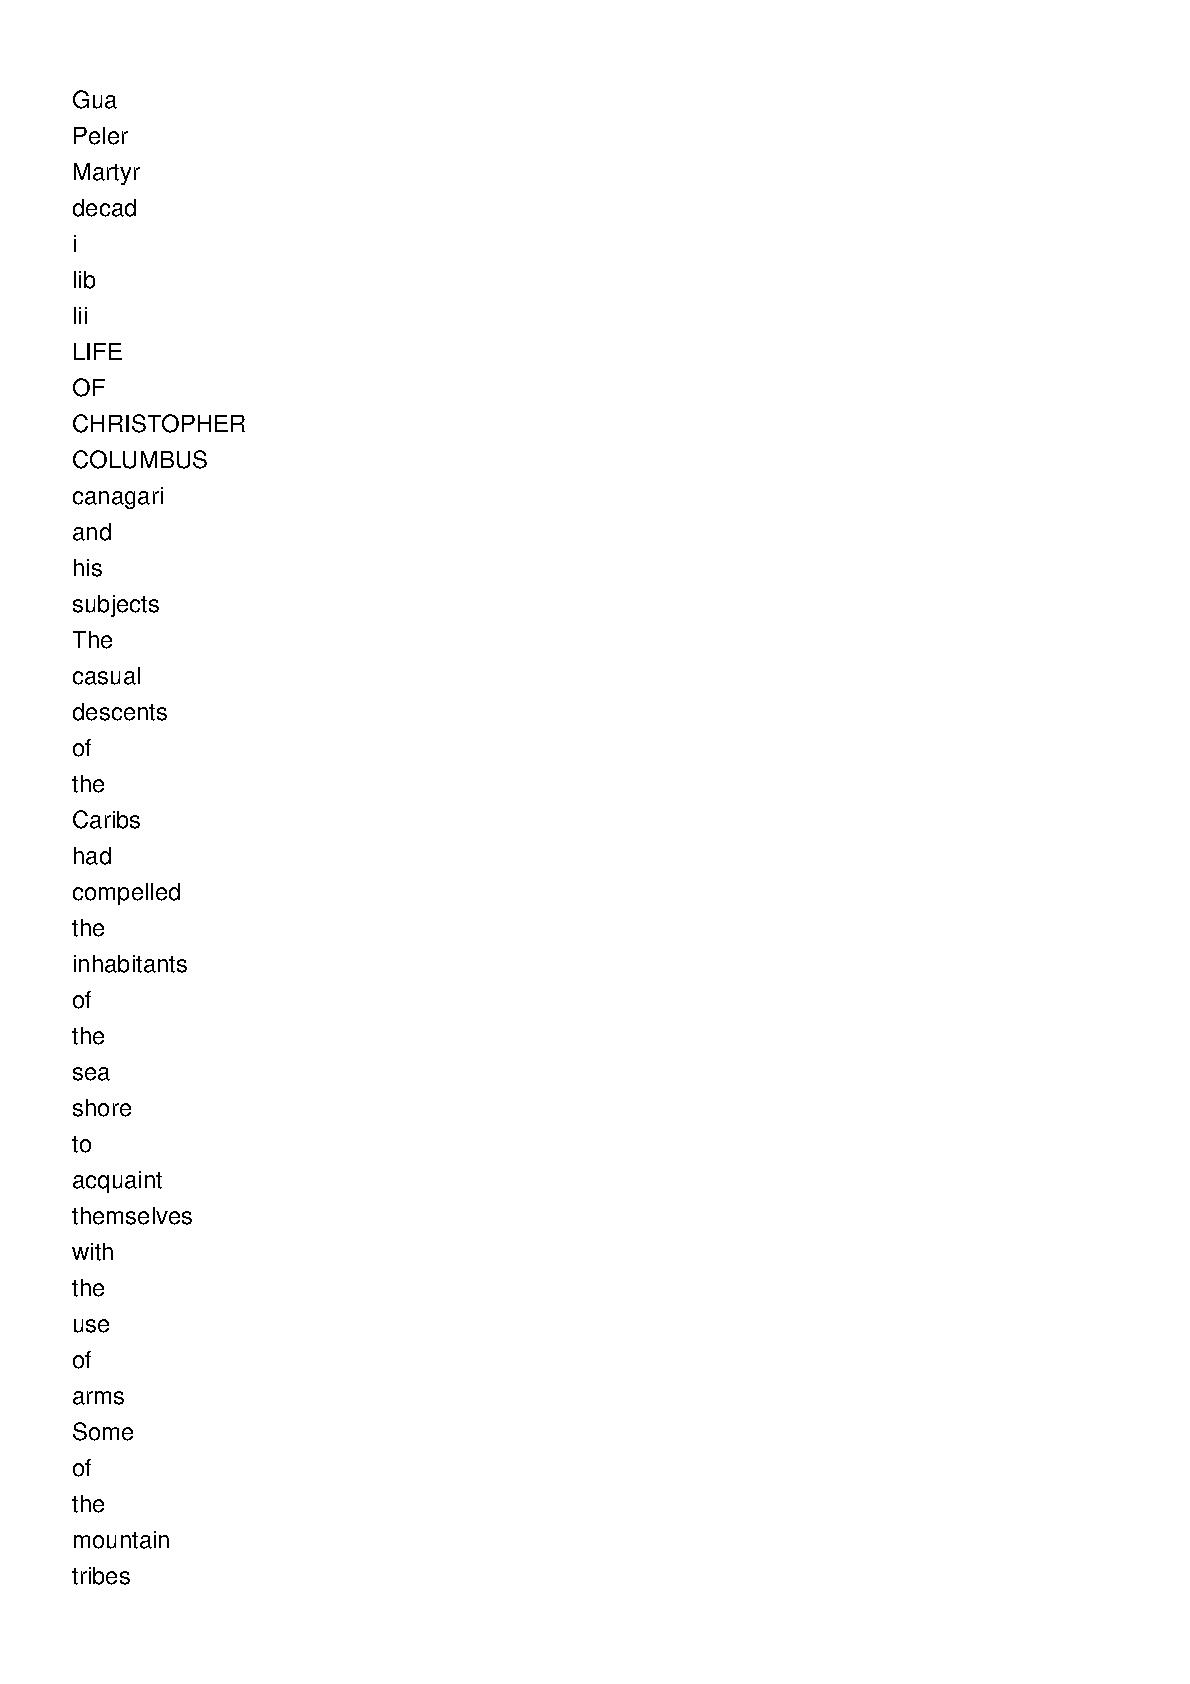 Gua
Peler
Martyr
decad
i
lib
lii
LIFE
OF
CHRISTOPHER
COLUMBUS
canagari
and
his
subjects
The
casual
descents
of
the
Caribs
had
compelled
the
inhabitants
of
the
sea
shore
to
acquaint
themselves
with
the
use
of
arms
Some
of
the
mountain
tribes